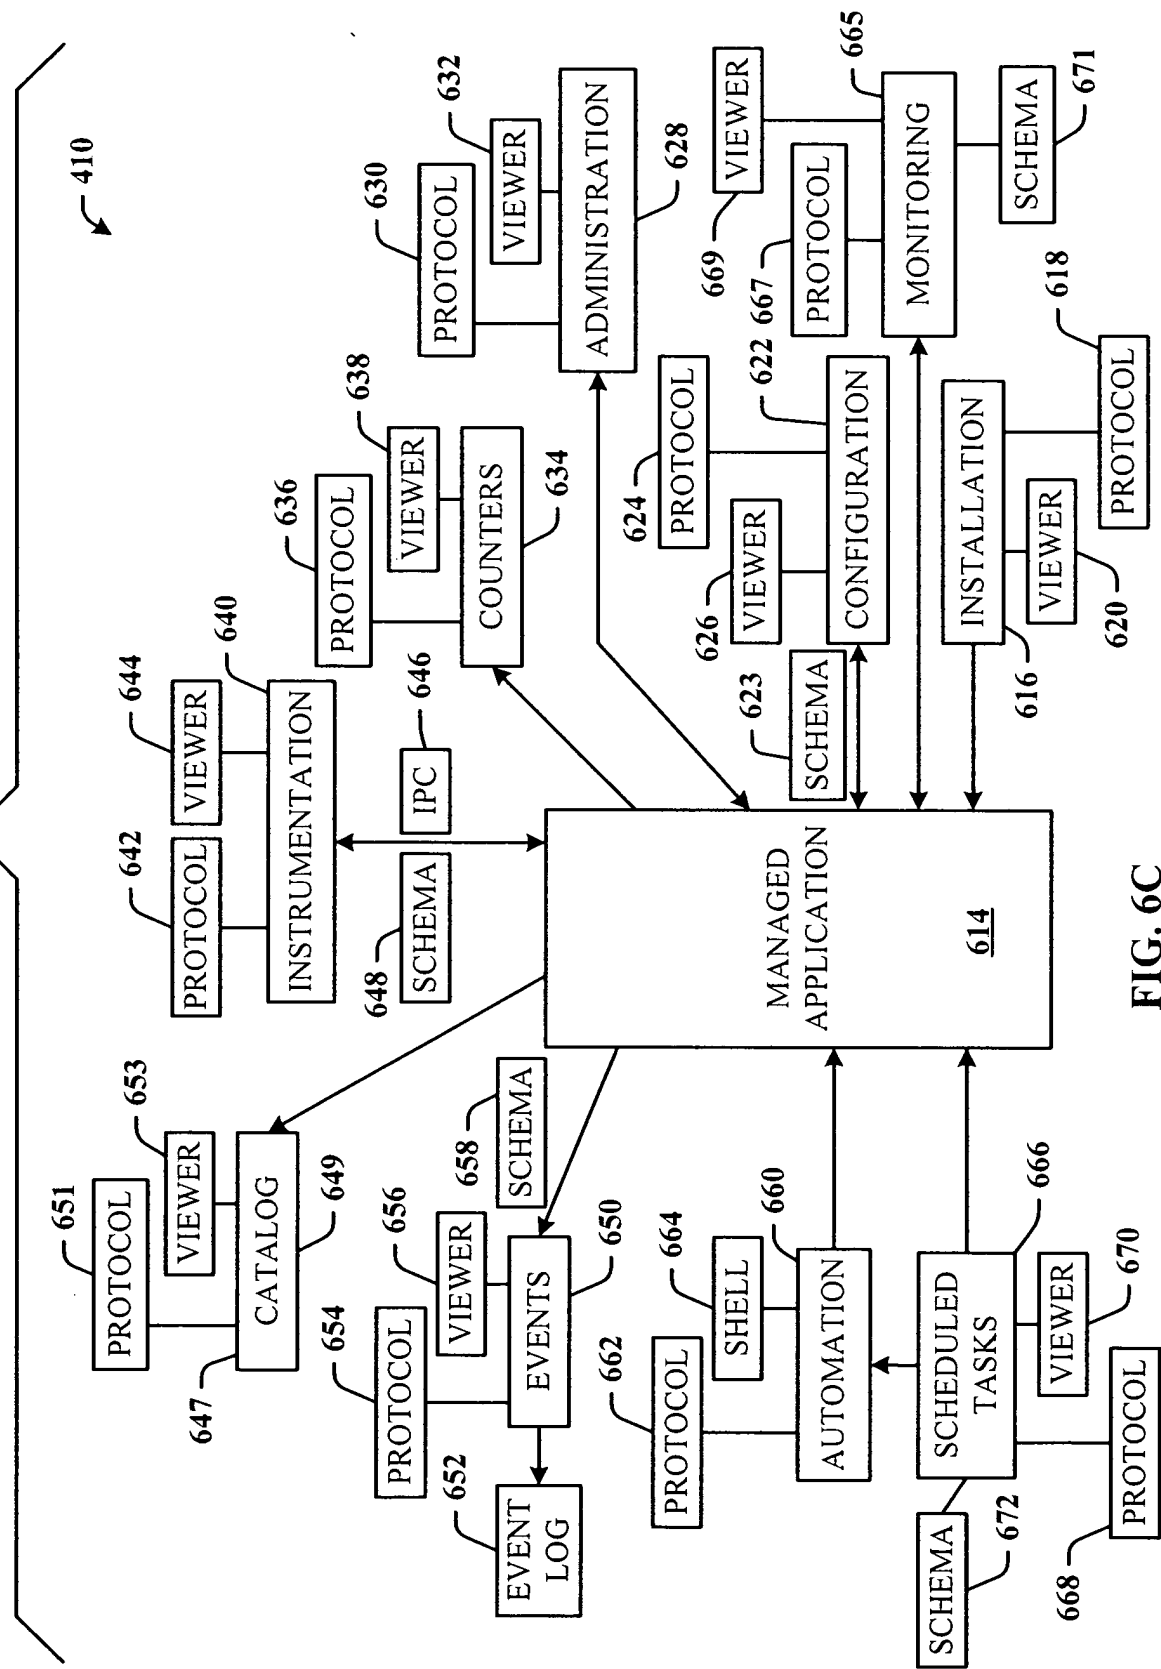 410
651
PROTOCOL
653
VIEWER
647
CATALOG
649
642
PROTOCOL
644
VIEWER
640
INSTRUMENTATION
648
SCHEMA
IPC
646
636
PROTOCOL
638
VIEWER
COUNTERS
634
630
PROTOCOL
632
VIEWER
ADMINISTRATION
628
654
PROTOCOL
656
VIEWER
658
SCHEMA
652
EVENT
LOG
EVENTS
650
662
PROTOCOL
664
SHELL
660
AUTOMATION
666
SCHEDULED
TASKS
SCHEMA
672
668
PROTOCOL
VIEWER
670
MANAGED
APPLICATION
614
624
PROTOCOL
626
VIEWER
622
CONFIGURATION
623
SCHEMA
669
VIEWER
667
PROTOCOL
665
MONITORING
SCHEMA
671
INSTALLATION
616
VIEWER
620
618
PROTOCOL
FIG. 6C